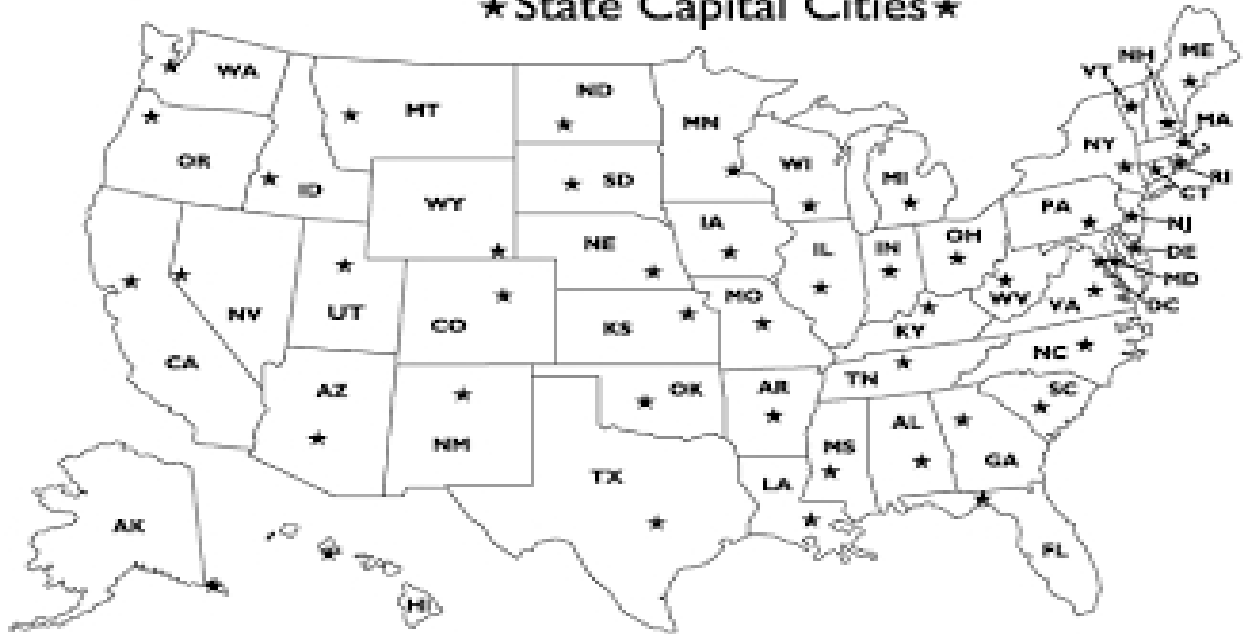 ★State Capital Cities★
WA
MT
ND
MN
VT
NH
ME
OR
ID
WY
SD
WI
MI
NY
MA
RI
CT
NV
UT
CO
NE
IA
IL
IN
OH
PA
NJ
DE
MD
DC
CA
AZ
NM
KS
MO
KY
WV
VA
OK
AR
TN
NC
SC
TX
LA
MS
AL
GA
FL
AK
HI